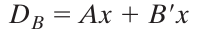 D_B = Ax + B'x